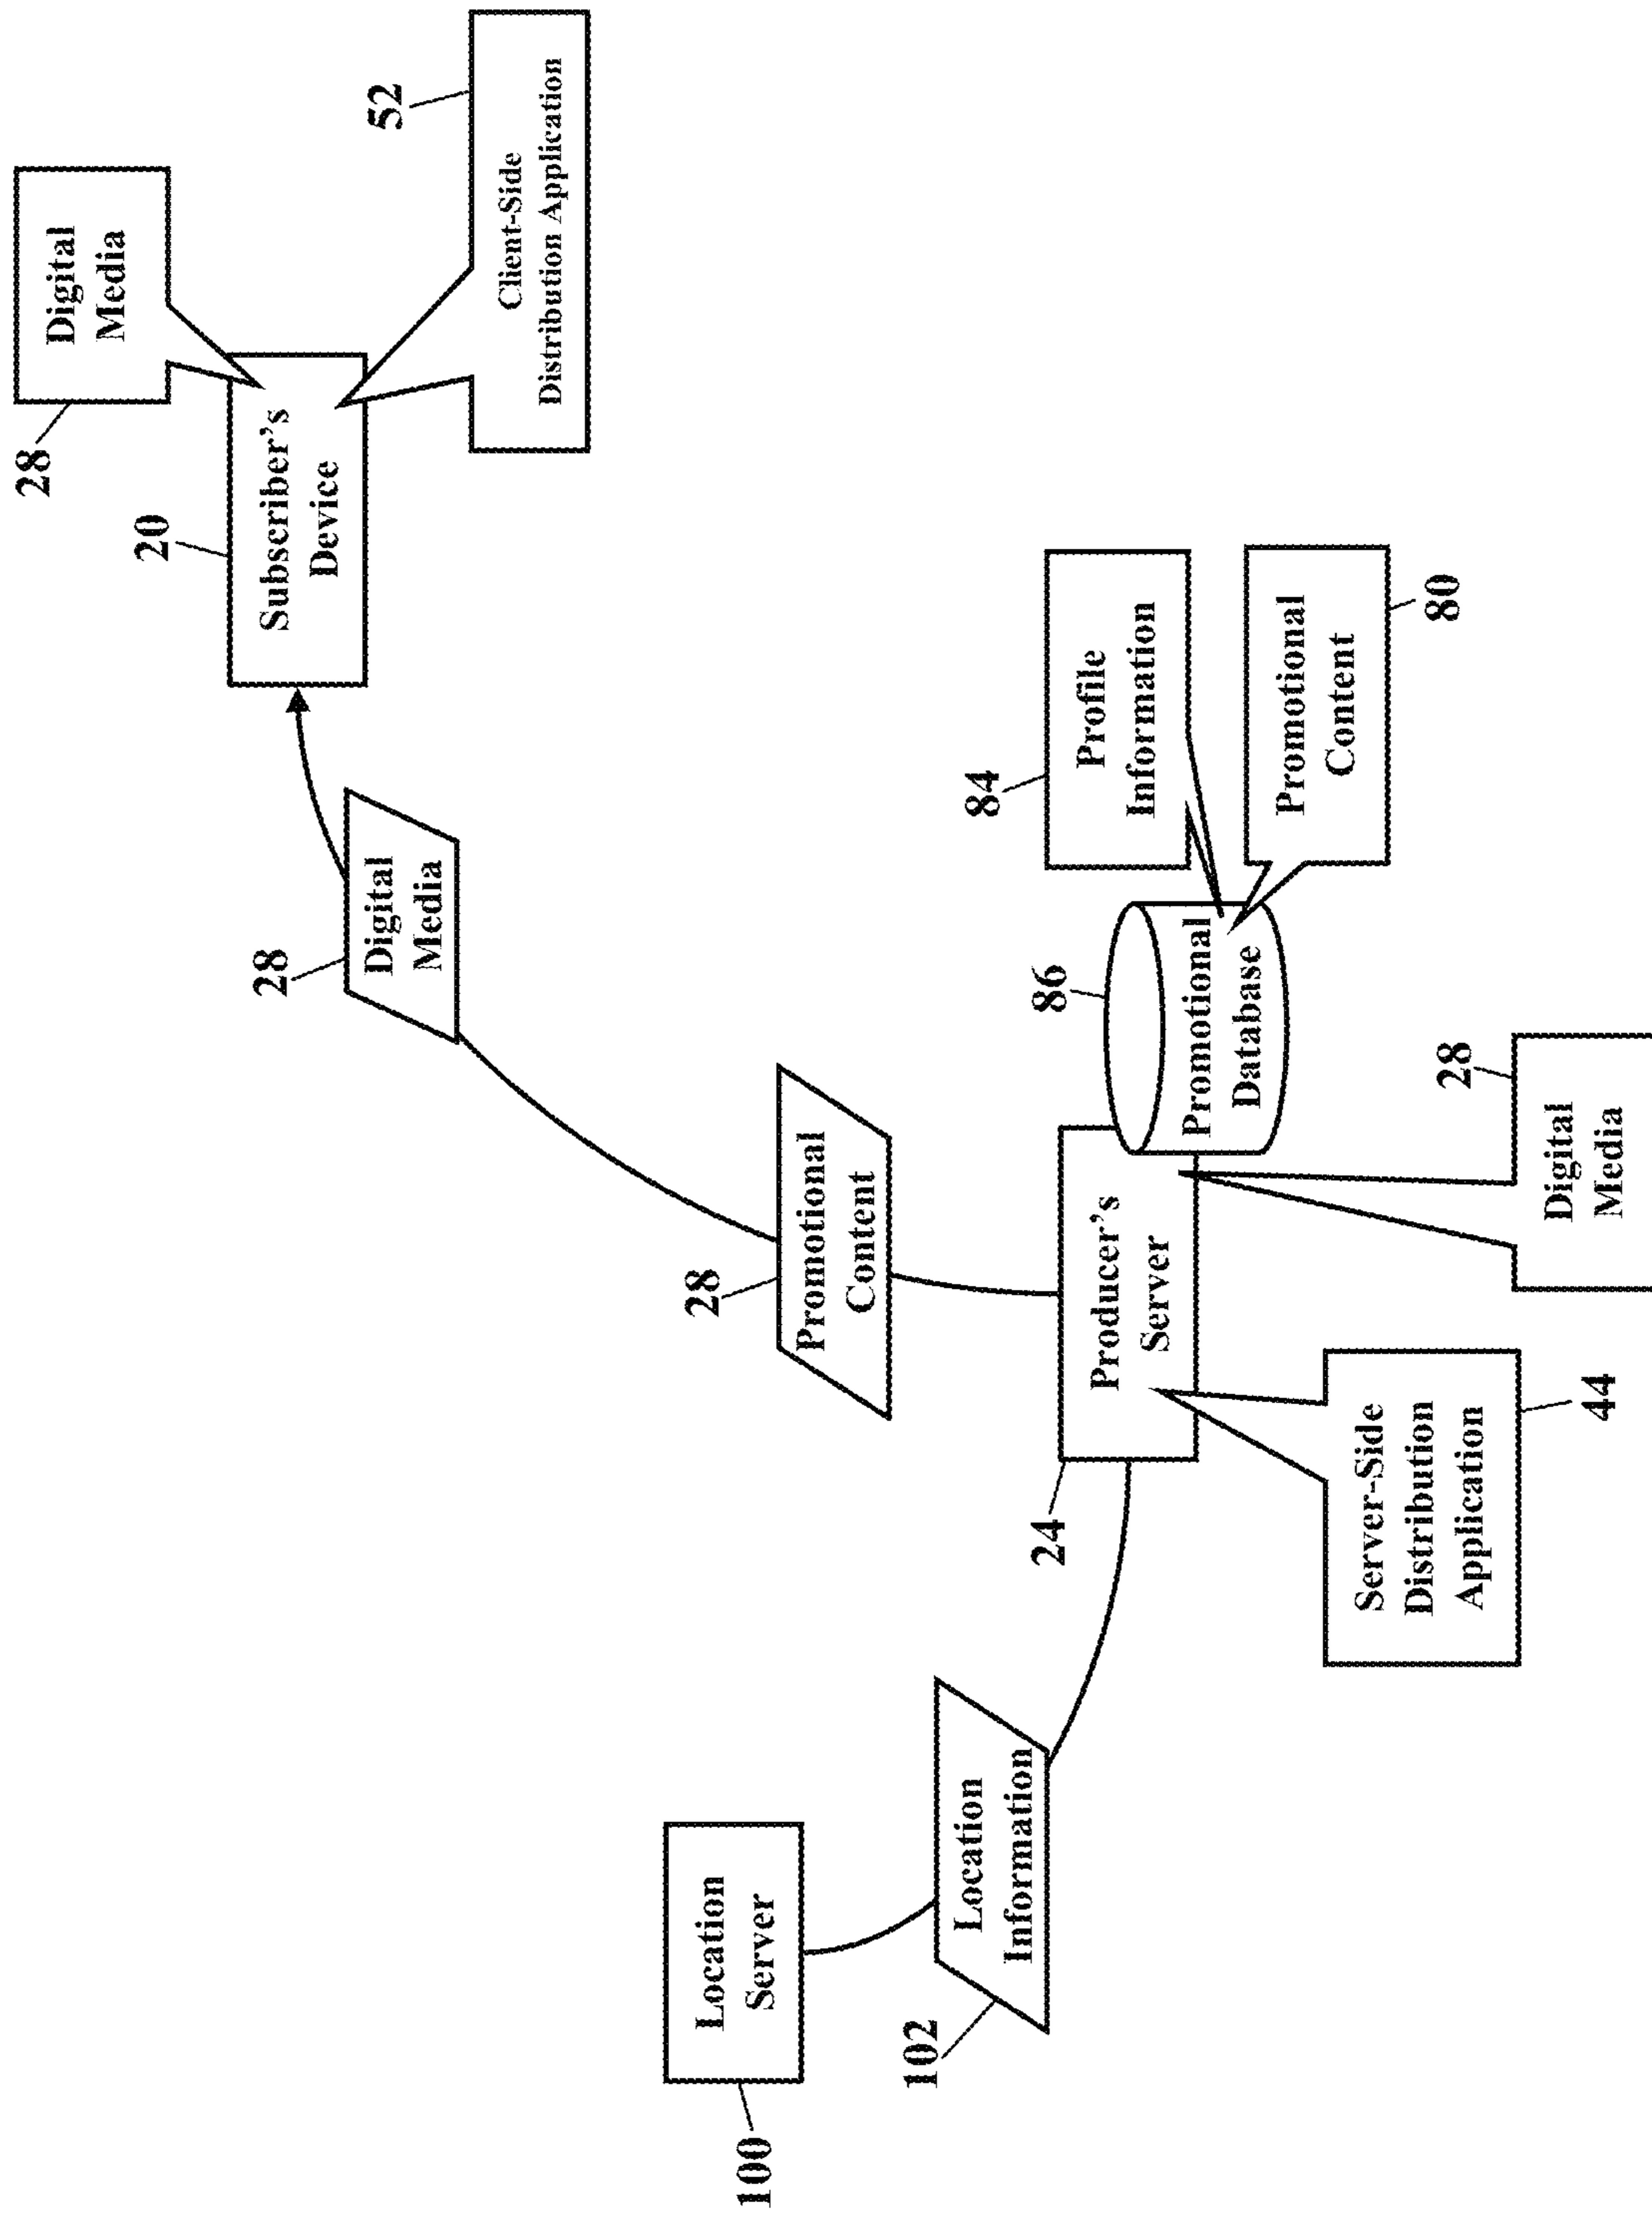 28
Digital
Media
20
Subscriber's
Device
52
Client-Side
Distribution Application
28
Digital
Media
28
Promotional
Content
100
Location
Server
102
Location
Information
24
Producer's
Server
86
Promotional
Database
84
Profile
Information
Promotional
Content
80
Server-Side
Distribution
Application
44
28
Digital
Media